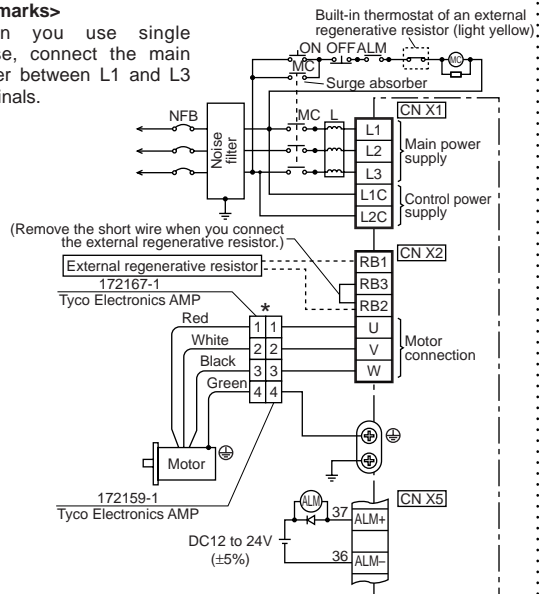 marks>
you use single
se, connect the main
er between L1 and L3
inals.
Built-in thermostat of an external
regenerative resistor (light yellow)
ON OFF ALM
MC
MC
Surge absorber
NFB
Noise
filter
MC L
CN X1
L1
L2
L3
L1C
L2C
Main power
supply
Control power
supply
(Remove the short wire when you connect
the external regenerative resistor.)
CN X2
External regenerative resistor
RB1
RB3
RB2
172167-1
Tyco Electronics AMP
*
Red
1 1
U
White
2 2
V
Black
3 3
W
Green
4 4
Motor
connection
Motor
172159-1
Tyco Electronics AMP
CN X5
ALM
37
ALM+
DC12 to 24V
(±5%)
36
ALM–